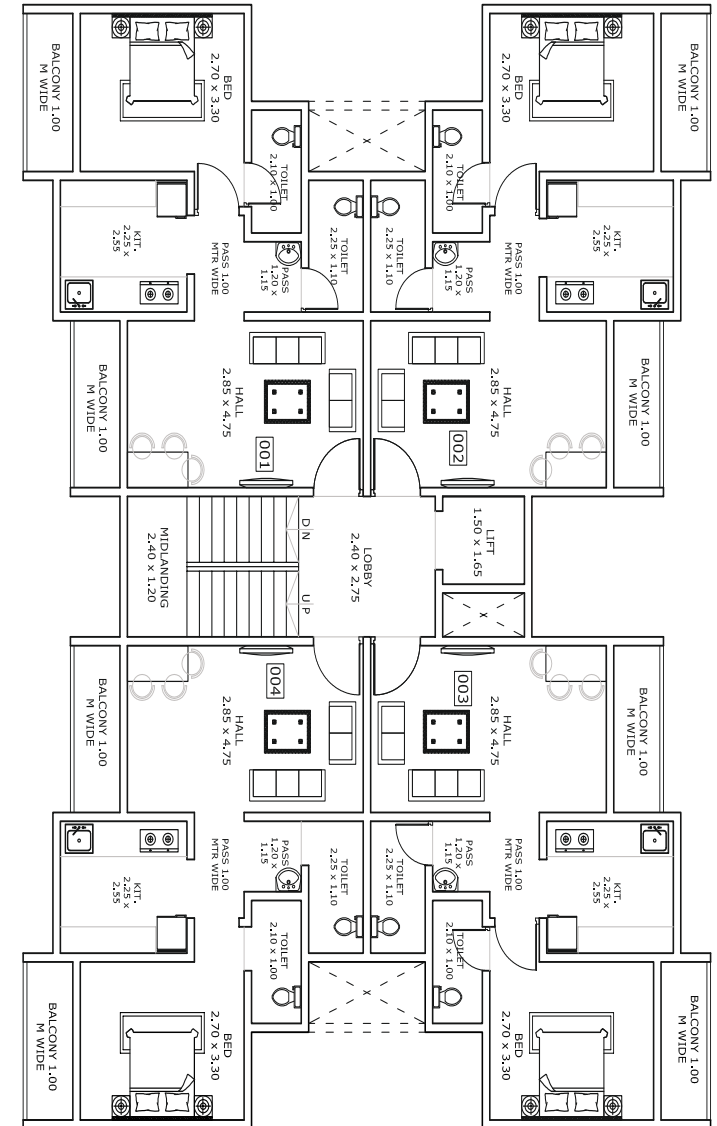 BALCONY 1.00
M WIDE
BED
2.70 x 3.30
TOILET
2.10 x 1.00
x
TOILET
2.10 x 1.00
BED
2.70 x 3.30
BALCONY 1.00
M WIDE
KIT.
2.25 x
2.55
PASS 1.00
MTR WIDE
PASS
1.20 x
1.15
TOILET
2.25 x 1.10
TOILET
2.25 x 1.10
PASS
1.20 x
1.15
PASS 1.00
MTR WIDE
KIT.
2.25 x
2.55
BALCONY 1.00
M WIDE
HALL
2.85 x 4.75
001
HALL
2.85 x 4.75
002
BALCONY 1.00
M WIDE
MIDLANDING
2.40 x 1.20
DN
UP
LOBBY
2.40 x 2.75
LIFT
1.50 x 1.65
x
BALCONY 1.00
M WIDE
HALL
2.85 x 4.75
004
HALL
2.85 x 4.75
003
BALCONY 1.00
M WIDE
KIT.
2.25 x
2.55
PASS 1.00
MTR WIDE
PASS
1.20 x
1.15
TOILET
2.25 x 1.10
TOILET
2.25 x 1.10
PASS
1.20 x
1.15
PASS 1.00
MTR WIDE
KIT.
2.25 x
2.55
BALCONY 1.00
M WIDE
BED
2.70 x 3.30
TOILET
2.10 x 1.00
x
TOILET
2.10 x 1.00
BED
2.70 x 3.30
BALCONY 1.00
M WIDE